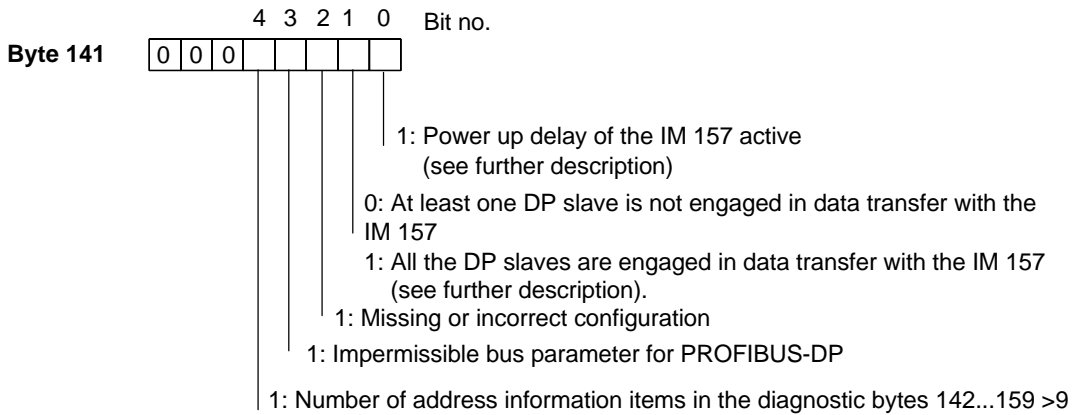 4 3 2 1 0 Bit no.
Byte 141 0 0 0
1: Power up delay of the IM 157 active
(see further description)
0: At least one DP slave is not engaged in data transfer with the
IM 157
1: All the DP slaves are engaged in data transfer with the IM 157
(see further description).
1: Missing or incorrect configuration
1: Impermissible bus parameter for PROFIBUS-DP
1: Number of address information items in the diagnostic bytes 142...159 >9